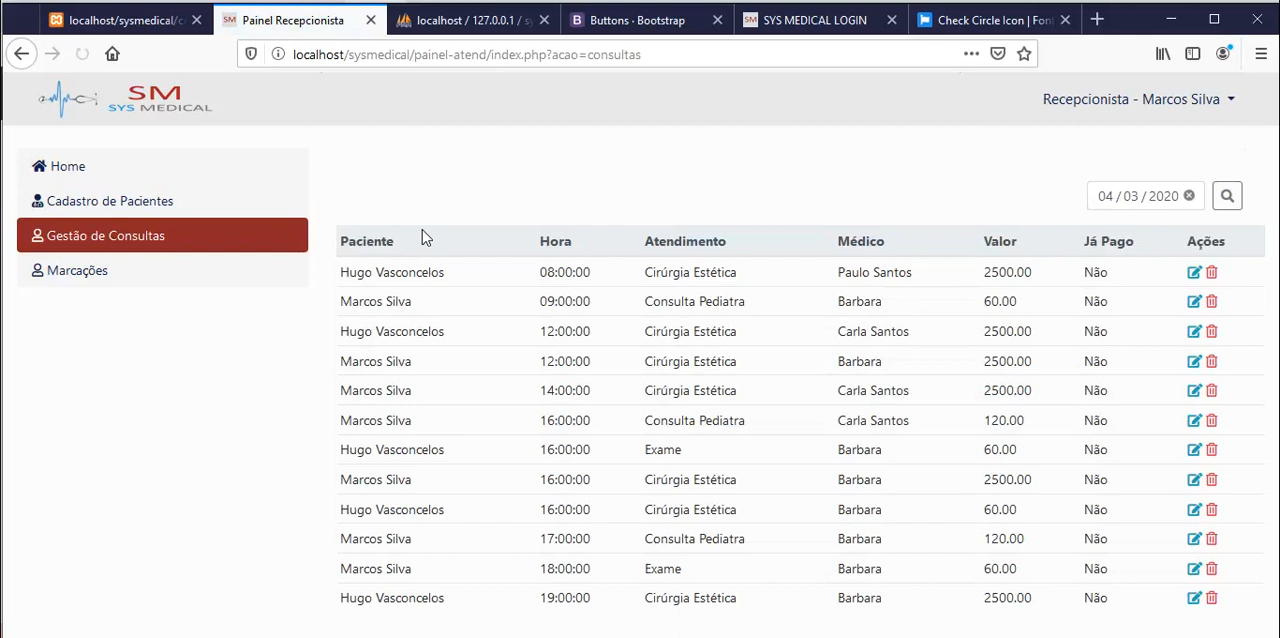 localhost/sysmedical/c
Painel Recepcionista
localhost / 127.0.0.1 / sy
Buttons · Bootstrap
SYS MEDICAL LOGIN
Check Circle Icon | Font
localhost/sysmedical/painel-atend/index.php?acao=consultas
SM
SYS MEDICAL
Recepcionista - Marcos Silva
Home
Cadastro de Pacientes
Gestão de Consultas
Marcações
04 / 03 / 2020
Paciente Hora Atendimento Médico Valor Já Pago Ações
Hugo Vasconcelos 08:00:00 Cirúrgia Estética Paulo Santos 2500.00 Não
Marcos Silva 09:00:00 Consulta Pediatra Barbara 60.00 Não
Hugo Vasconcelos 12:00:00 Cirúrgia Estética Carla Santos 2500.00 Não
Marcos Silva 12:00:00 Cirúrgia Estética Barbara 2500.00 Não
Marcos Silva 14:00:00 Cirúrgia Estética Carla Santos 2500.00 Não
Marcos Silva 16:00:00 Consulta Pediatra Carla Santos 120.00 Não
Hugo Vasconcelos 16:00:00 Exame Barbara 60.00 Não
Marcos Silva 16:00:00 Cirúrgia Estética Barbara 2500.00 Não
Hugo Vasconcelos 16:00:00 Cirúrgia Estética Barbara 60.00 Não
Marcos Silva 17:00:00 Consulta Pediatra Barbara 120.00 Não
Marcos Silva 18:00:00 Exame Barbara 60.00 Não
Hugo Vasconcelos 19:00:00 Cirúrgia Estética Barbara 2500.00 Não